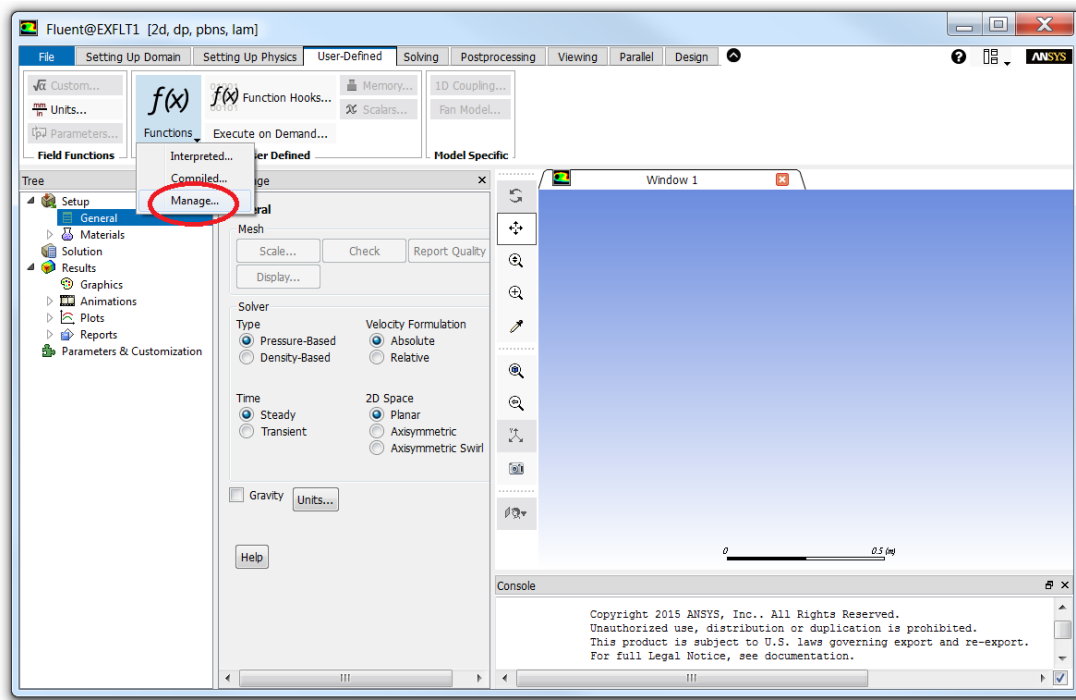 Fluent@EXFLT1 [2d, dp, pbns, lam]
File Setting Up Domain Setting Up Physics User-Defined Solving Postprocessing Viewing Parallel Design ANSYS
Custom...
Units...
Parameters...
Field Functions
f(x)
Functions
f(x) Function Hooks...
Execute on Demand...
Memory...
Scalars...
er Defined
1D Coupling...
Fan Model...
Model Specific
Interpreted...
Compiled...
Manage...
Tree
Setup
General
Materials
Solution
Results
Graphics
Animations
Plots
Reports
Parameters & Customization
ge
ral
Mesh
Scale... Check Report Quality
Display...
Solver
Type Velocity Formulation
Pressure-Based Absolute
Density-Based Relative
Time 2D Space
Steady Planar
Transient Axisymmetric
Axisymmetric Swirl
Gravity Units...
Help
Window 1
0 0.5 (m)
Console
Copyright 2015 ANSYS, Inc.. All Rights Reserved.
Unauthorized use, distribution or duplication is prohibited.
This product is subject to U.S. laws governing export and re-export.
For full Legal Notice, see documentation.